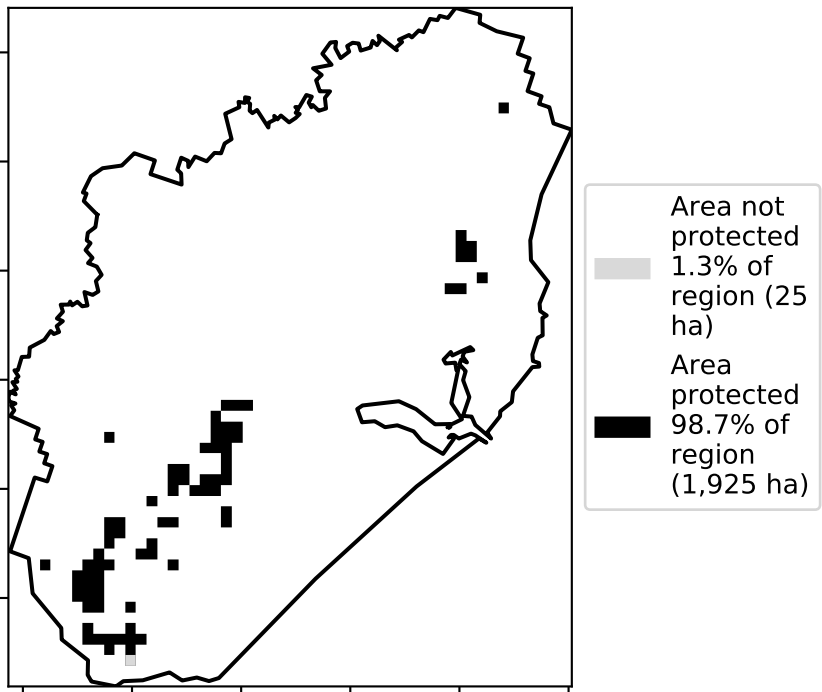 Area not
protected
1.3% of
region (25
ha)
Area
protected
98.7% of
region
(1,925 ha)